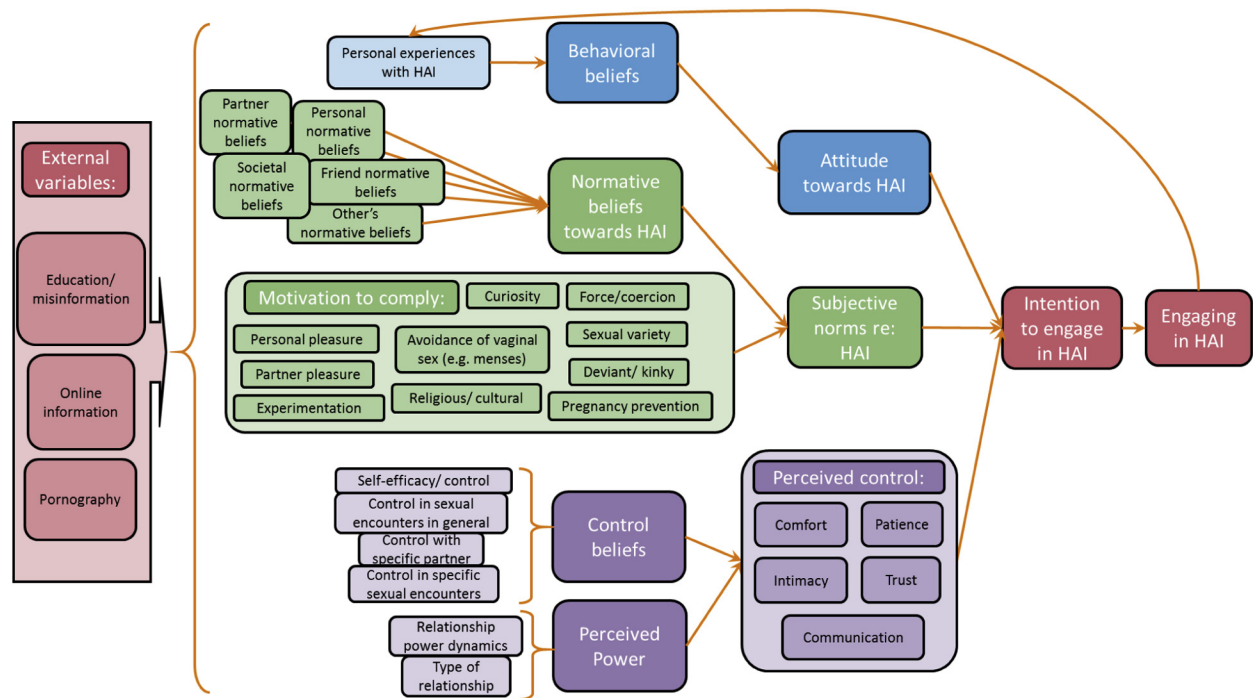 External
variables:
Education/
misinformation
Online
information
Pornography
Personal experiences
with HAI
Behavioral
beliefs
Attitude
towards HAI
Partner
normative
beliefs
Personal
normative
beliefs
Societal
normative
beliefs
Friend normative
beliefs
Other's
normative beliefs
Normative
beliefs
towards HAI
Motivation to comply:
Curiosity
Force/coercion
Personal pleasure
Avoidance of vaginal
sex (e.g. menses)
Sexual variety
Partner pleasure
Deviant/ kinky
Experimentation
Religious/ cultural
Pregnancy prevention
Subjective
norms re:
HAI
Intention
to engage
in HAI
Engaging
in HAI
Self-efficacy/ control
Control in sexual
encounters in general
Control with
specific partner
Control in specific
sexual encounters
Control
beliefs
Relationship
power dynamics
Type of
relationship
Perceived
Power
Perceived control:
Comfort
Patience
Intimacy
Trust
Communication